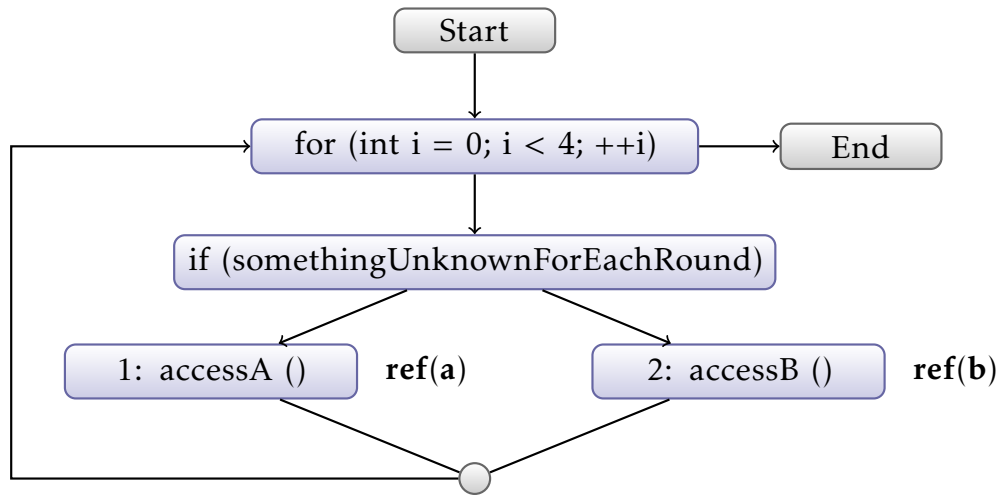 Start
for (int i = 0; i < 4; ++i)
End
if (somethingUnknownForEachRound)
1: accessA ()
ref(a)
2: accessB ()
ref(b)